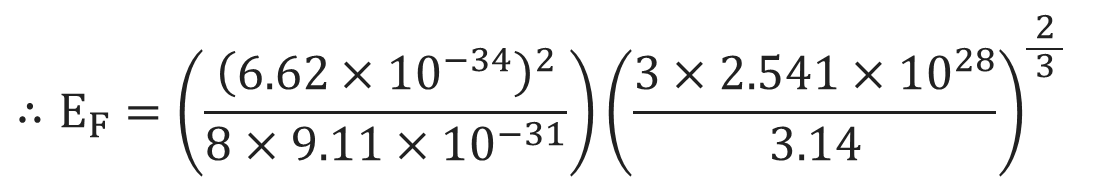 ∴ E_F = ( (6.62 × 10^{−34})^2 / 8 × 9.11 × 10^{−31} ) ( 3 × 2.541 × 10^{28} / 3.14 )^{2/3}